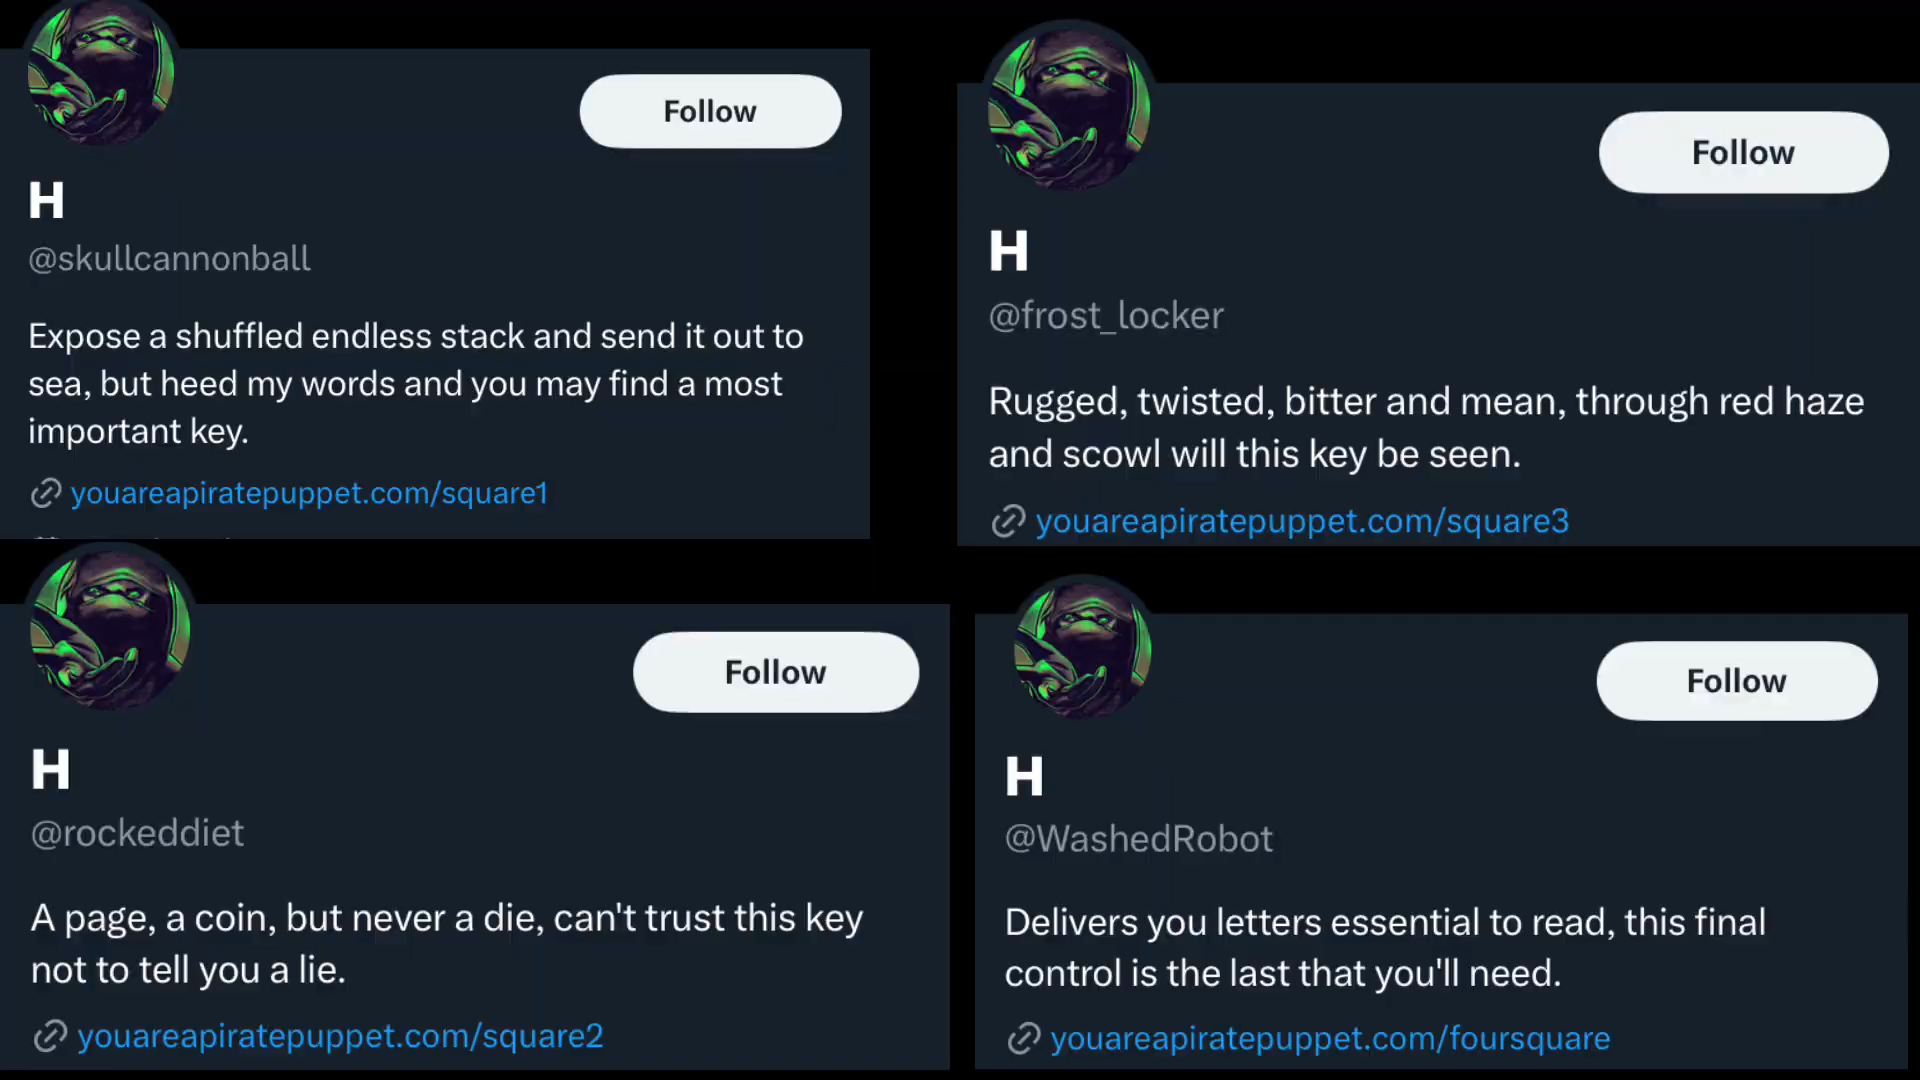 Follow
H
@skullcannonball
Expose a shuffled endless stack and send it out to
sea, but heed my words and you may find a most
important key.
youareapiratepuppet.com/square1
Follow
H
@frost_locker
Rugged, twisted, bitter and mean, through red haze
and scowl will this key be seen.
youareapiratepuppet.com/square3
Follow
H
@rockeddiet
A page, a coin, but never a die, can't trust this key
not to tell you a lie.
youareapiratepuppet.com/square2
Follow
H
@WashedRobot
Delivers you letters essential to read, this final
control is the last that you'll need.
youareapiratepuppet.com/foursquare